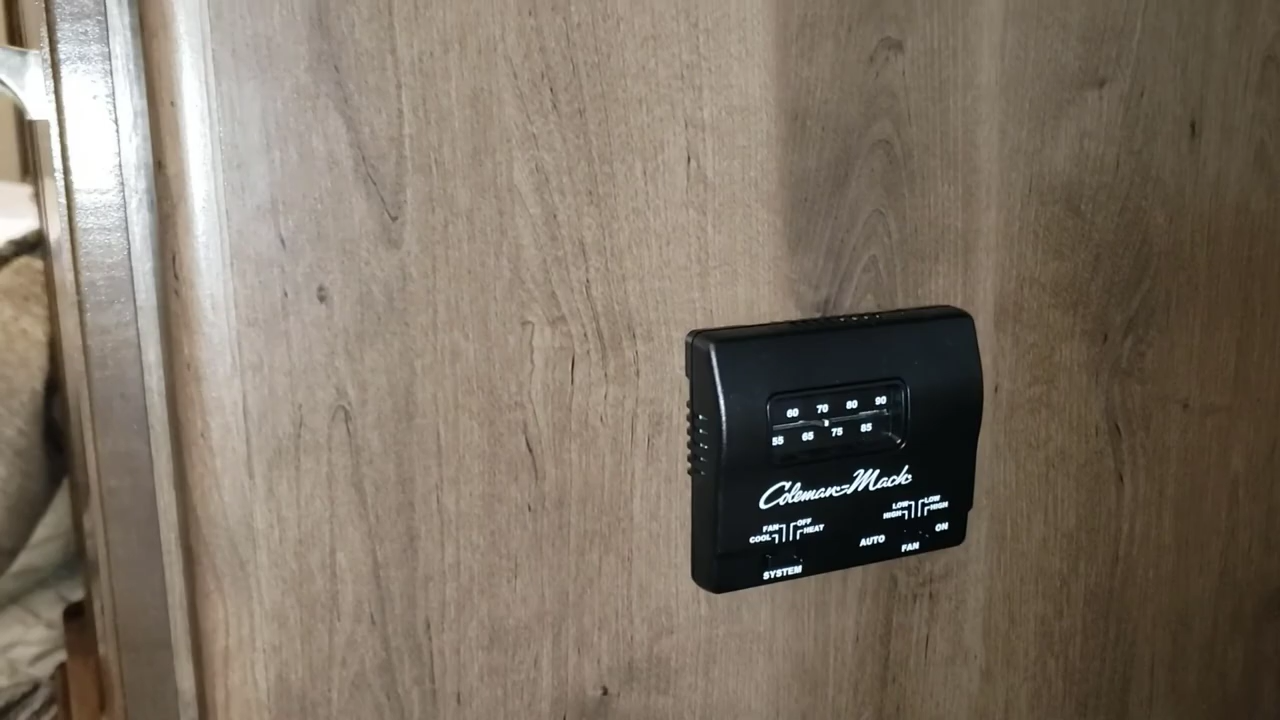 60 70 80 90
55 65 75 85
Coleman-Mach
FAN OFF
COOL HEAT
LOW LOW
HIGH HIGH
AUTO ON
SYSTEM FAN